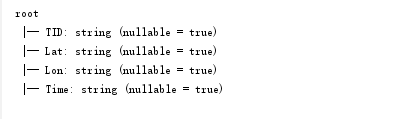 root
|-- TID: string (nullable = true)
|-- Lat: string (nullable = true)
|-- Lon: string (nullable = true)
|-- Time: string (nullable = true)